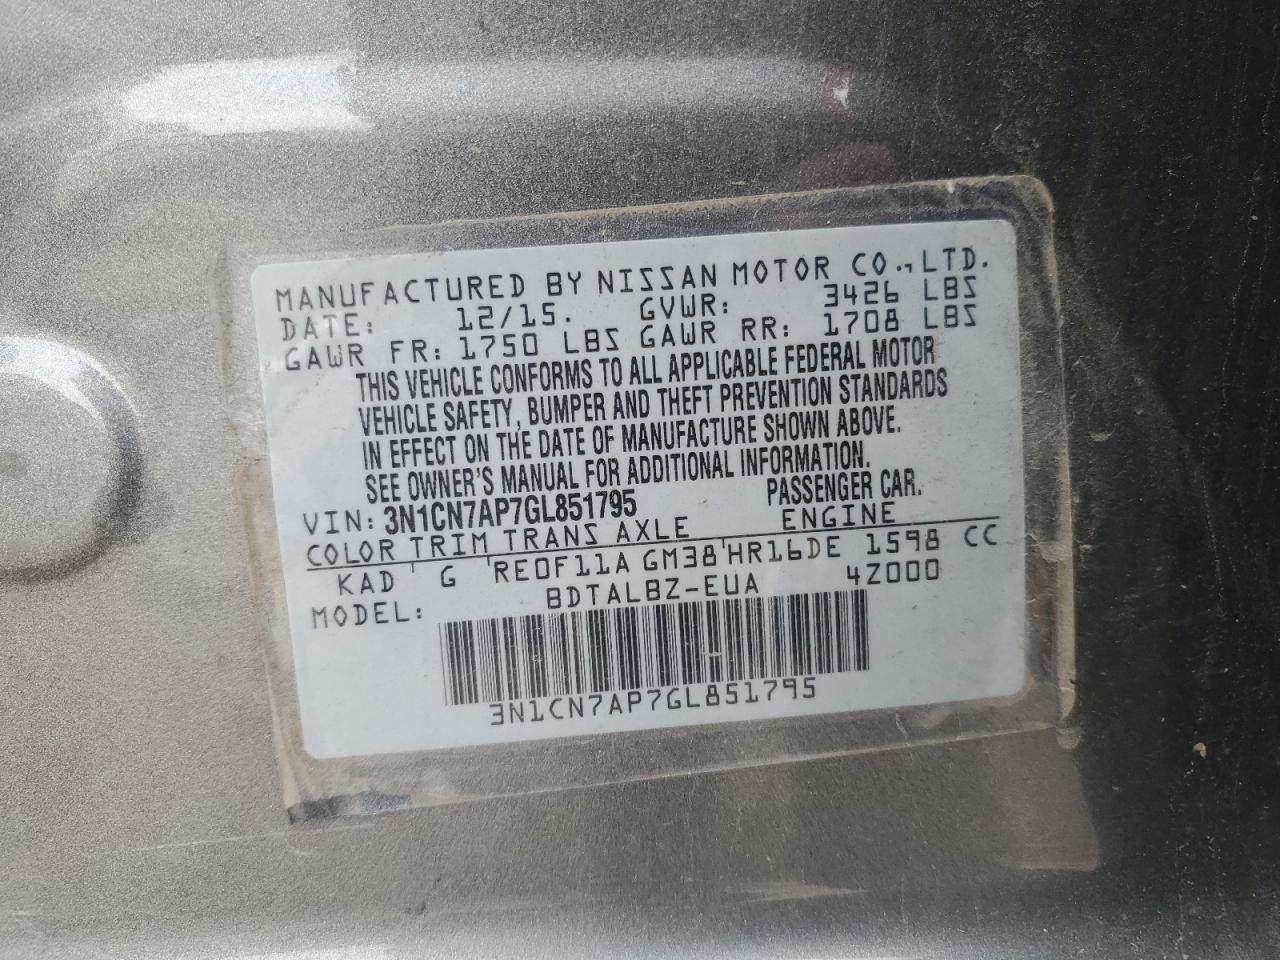 MANUFACTURED BY NISSAN MOTOR CO.,LTD.
DATE: 12/15. GVWR: 3426 LBS
GAWR FR: 1750 LBS GAWR RR: 1708 LBS
THIS VEHICLE CONFORMS TO ALL APPLICABLE FEDERAL MOTOR
VEHICLE SAFETY, BUMPER AND THEFT PREVENTION STANDARDS
IN EFFECT ON THE DATE OF MANUFACTURE SHOWN ABOVE.
SEE OWNER'S MANUAL FOR ADDITIONAL INFORMATION.
VIN: 3N1CN7AP7GL851795 PASSENGER CAR.
COLOR TRIM TRANS AXLE ENGINE
KAD ' G 'RE0F11A GM38'HR16DE 1598 CC
MODEL: BDTALBZ-EUA 4Z000
3N1CN7AP7GL851795